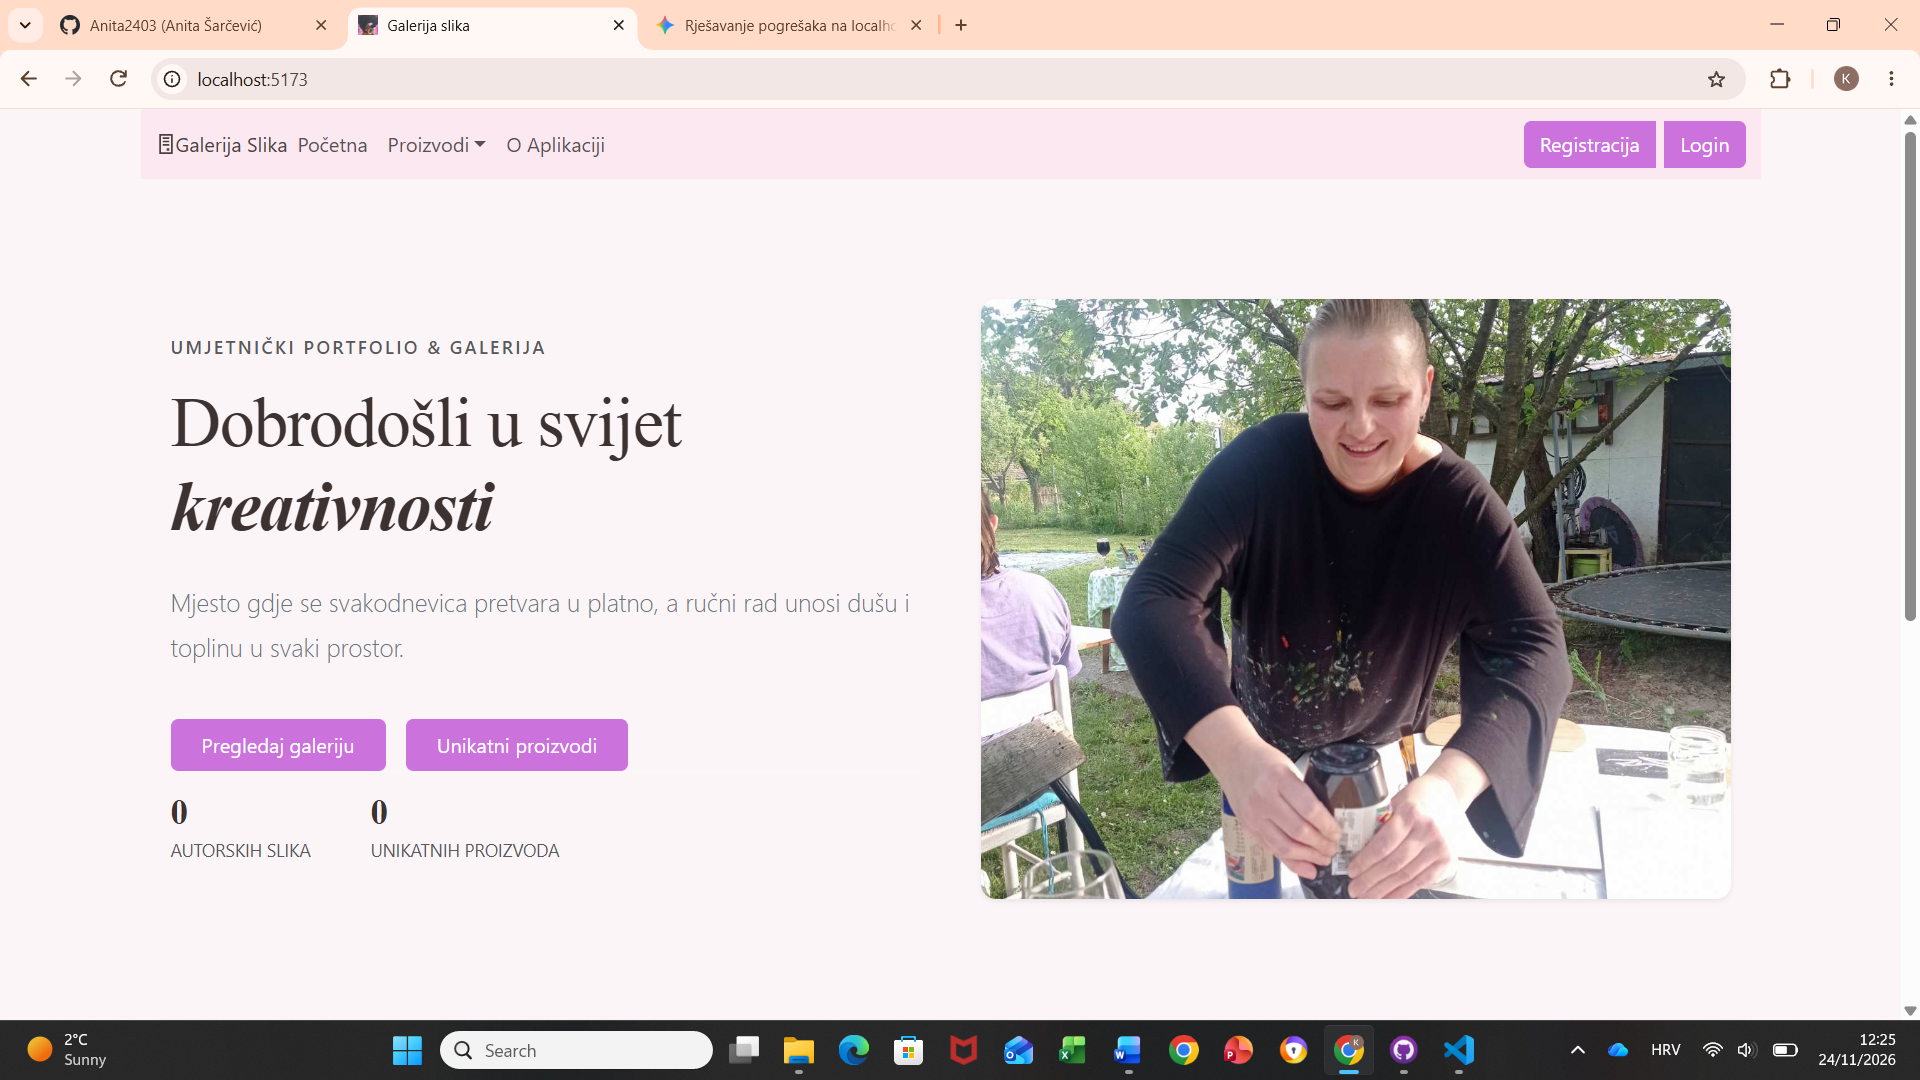 Anita2403 (Anita Šarčević)
Galerija slika
Rješavanje pogrešaka na localho
localhost:5173
K
Galerija Slika Početna Proizvodi O Aplikaciji Registracija Login
UMJETNIČKI PORTFOLIO & GALERIJA
Dobrodošli u svijet
kreativnosti
Mjesto gdje se svakodnevica pretvara u platno, a ručni rad unosi dušu i
toplinu u svaki prostor.
Pregledaj galeriju Unikatni proizvodi
0 0
AUTORSKIH SLIKA UNIKATNIH PROIZVODA
2°C
Sunny
Search
HRV
12:25
24/11/2026